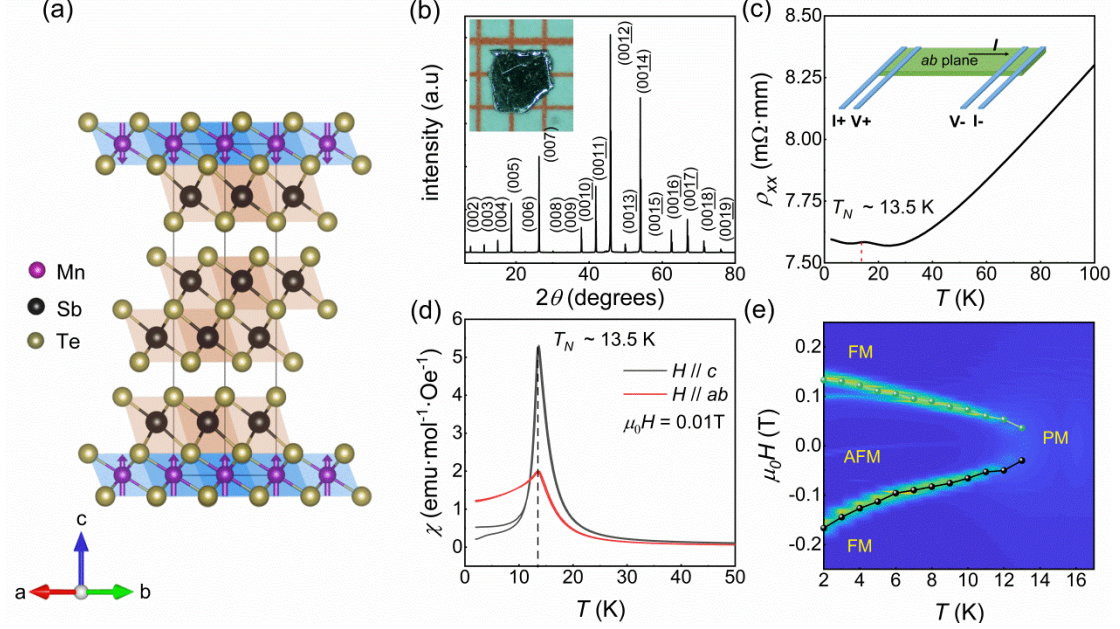 (a)
Mn
Sb
Te
c
a
b
(b)
intensity (a.u)
(002)
(003)
(004)
(005)
(006)
(007)
(008)
(009)
(0010)
(0011)
(0012)
(0013)
(0014)
(0015)
(0016)
(0017)
(0018)
(0019)
20
40
60
80
2θ (degrees)
(c)
ρxx (mΩ·mm)
8.50
8.25
8.00
7.75
7.50
I
ab plane
I+ V+
V- I-
TN ~ 13.5 K
0
20
40
60
80
100
T (K)
(d)
χ (emu·mol⁻¹·Oe⁻¹)
6
5
4
3
2
1
0
TN ~ 13.5 K
H // c
H // ab
μ0H = 0.01T
0
10
20
30
40
50
T (K)
(e)
μ0H (T)
0.2
0.1
0.0
-0.1
-0.2
FM
AFM
PM
FM
2
4
6
8
10
12
14
16
T (K)